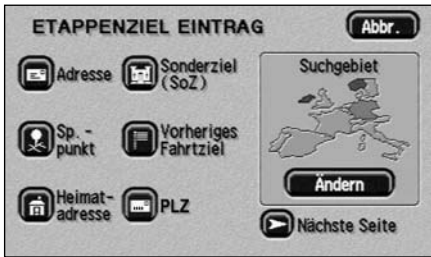 ETAPPENZIEL EINTRAG
Abbr.
Adresse
Sonderziel
(SoZ)
Suchgebiet
Sp. -
punkt
Vorheriges
Fahrtziel
Ändern
Heimat-
adresse
PLZ
Nächste Seite